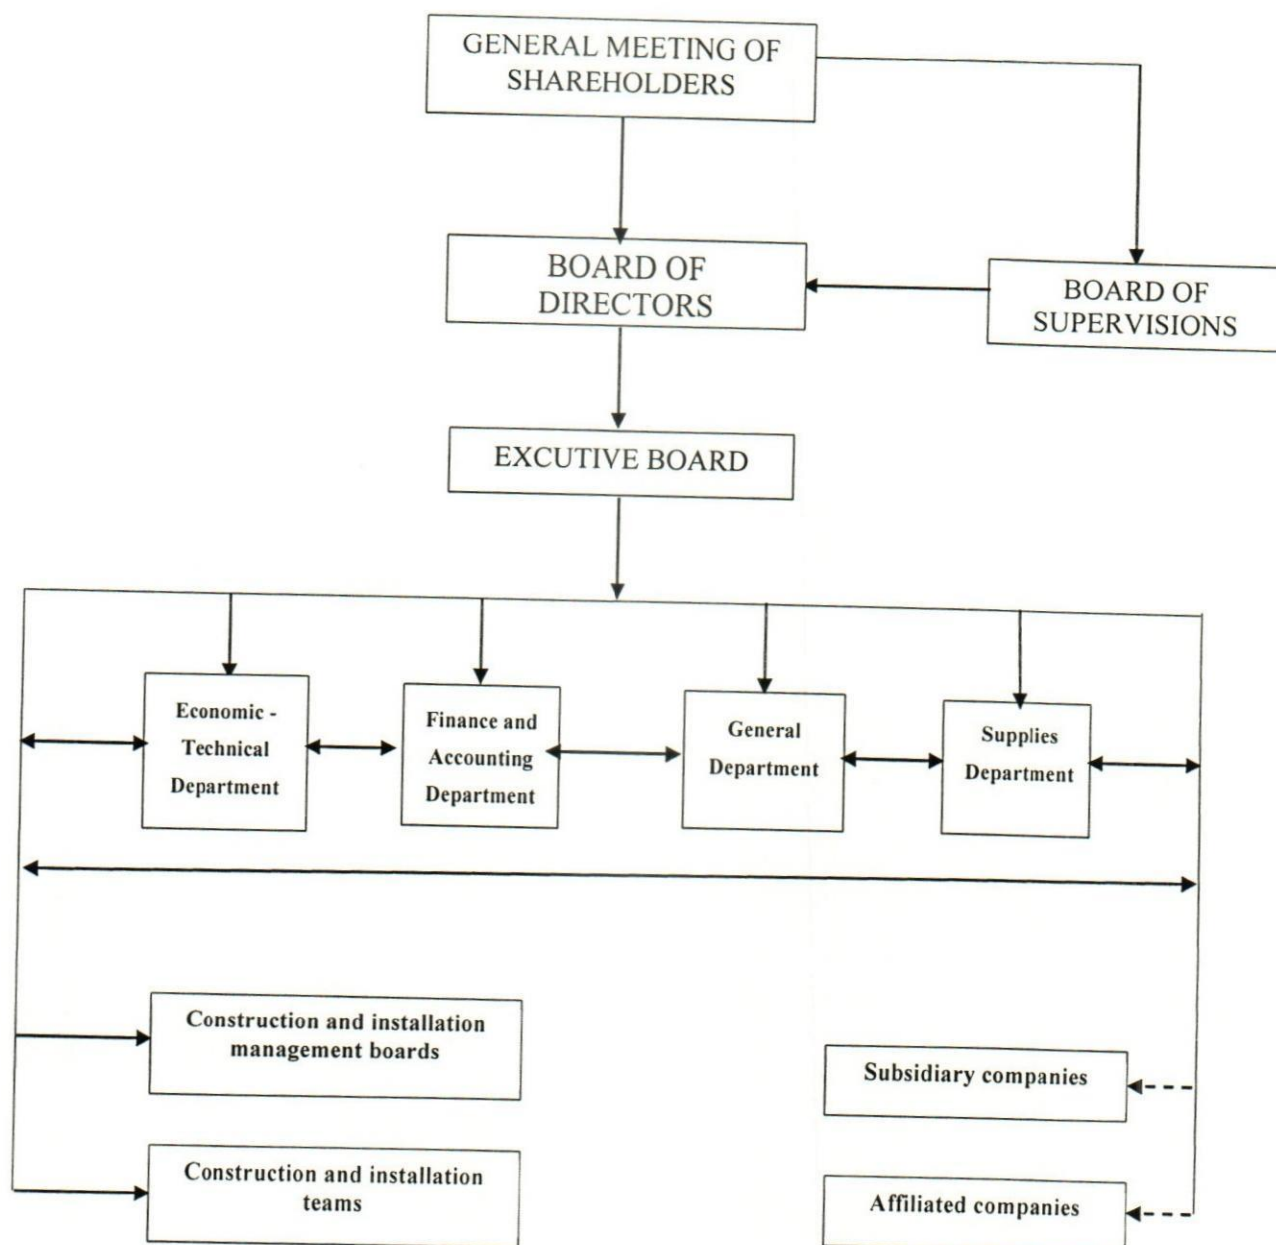 GENERAL MEETING OF
SHAREHOLDERS
BOARD OF
DIRECTORS
BOARD OF
SUPERVISIONS
EXCUTIVE BOARD
Economic -
Technical
Department
Finance and
Accounting
Department
General
Department
Supplies
Department
Construction and installation
management boards
Subsidiary companies
Construction and installation
teams
Affiliated companies